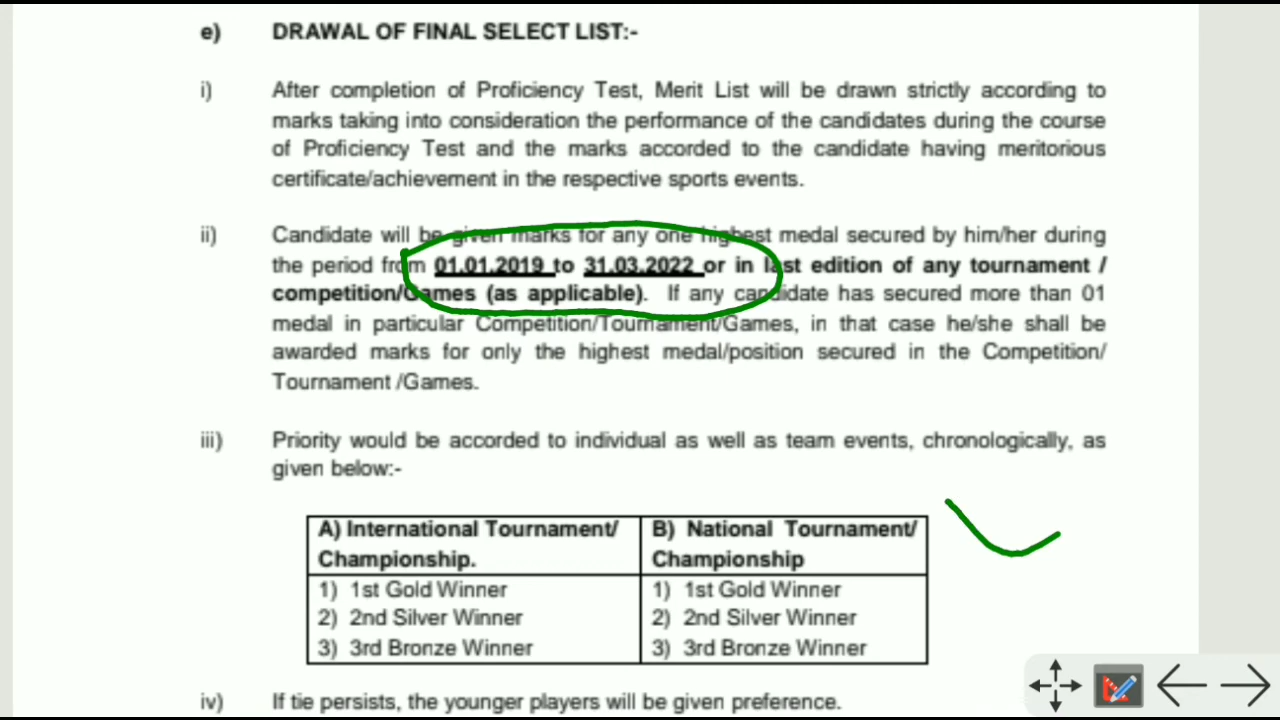 e) DRAWAL OF FINAL SELECT LIST:-
i) After completion of Proficiency Test, Merit List will be drawn strictly according to
marks taking into consideration the performance of the candidates during the course
of Proficiency Test and the marks accorded to the candidate having meritorious
certificate/achievement in the respective sports events.
ii) Candidate will be given marks for any one highest medal secured by him/her during
the period from 01.01.2019 to 31.03.2022 or in last edition of any tournament /
competition/Games (as applicable). If any candidate has secured more than 01
medal in particular Competition/Tournament/Games, in that case he/she shall be
awarded marks for only the highest medal/position secured in the Competition/
Tournament /Games.
iii) Priority would be accorded to individual as well as team events, chronologically, as
given below:-
A) International Tournament/
Championship.
1) 1st Gold Winner
2) 2nd Silver Winner
3) 3rd Bronze Winner
B) National Tournament/
Championship
1) 1st Gold Winner
2) 2nd Silver Winner
3) 3rd Bronze Winner
iv) If tie persists, the younger players will be given preference.